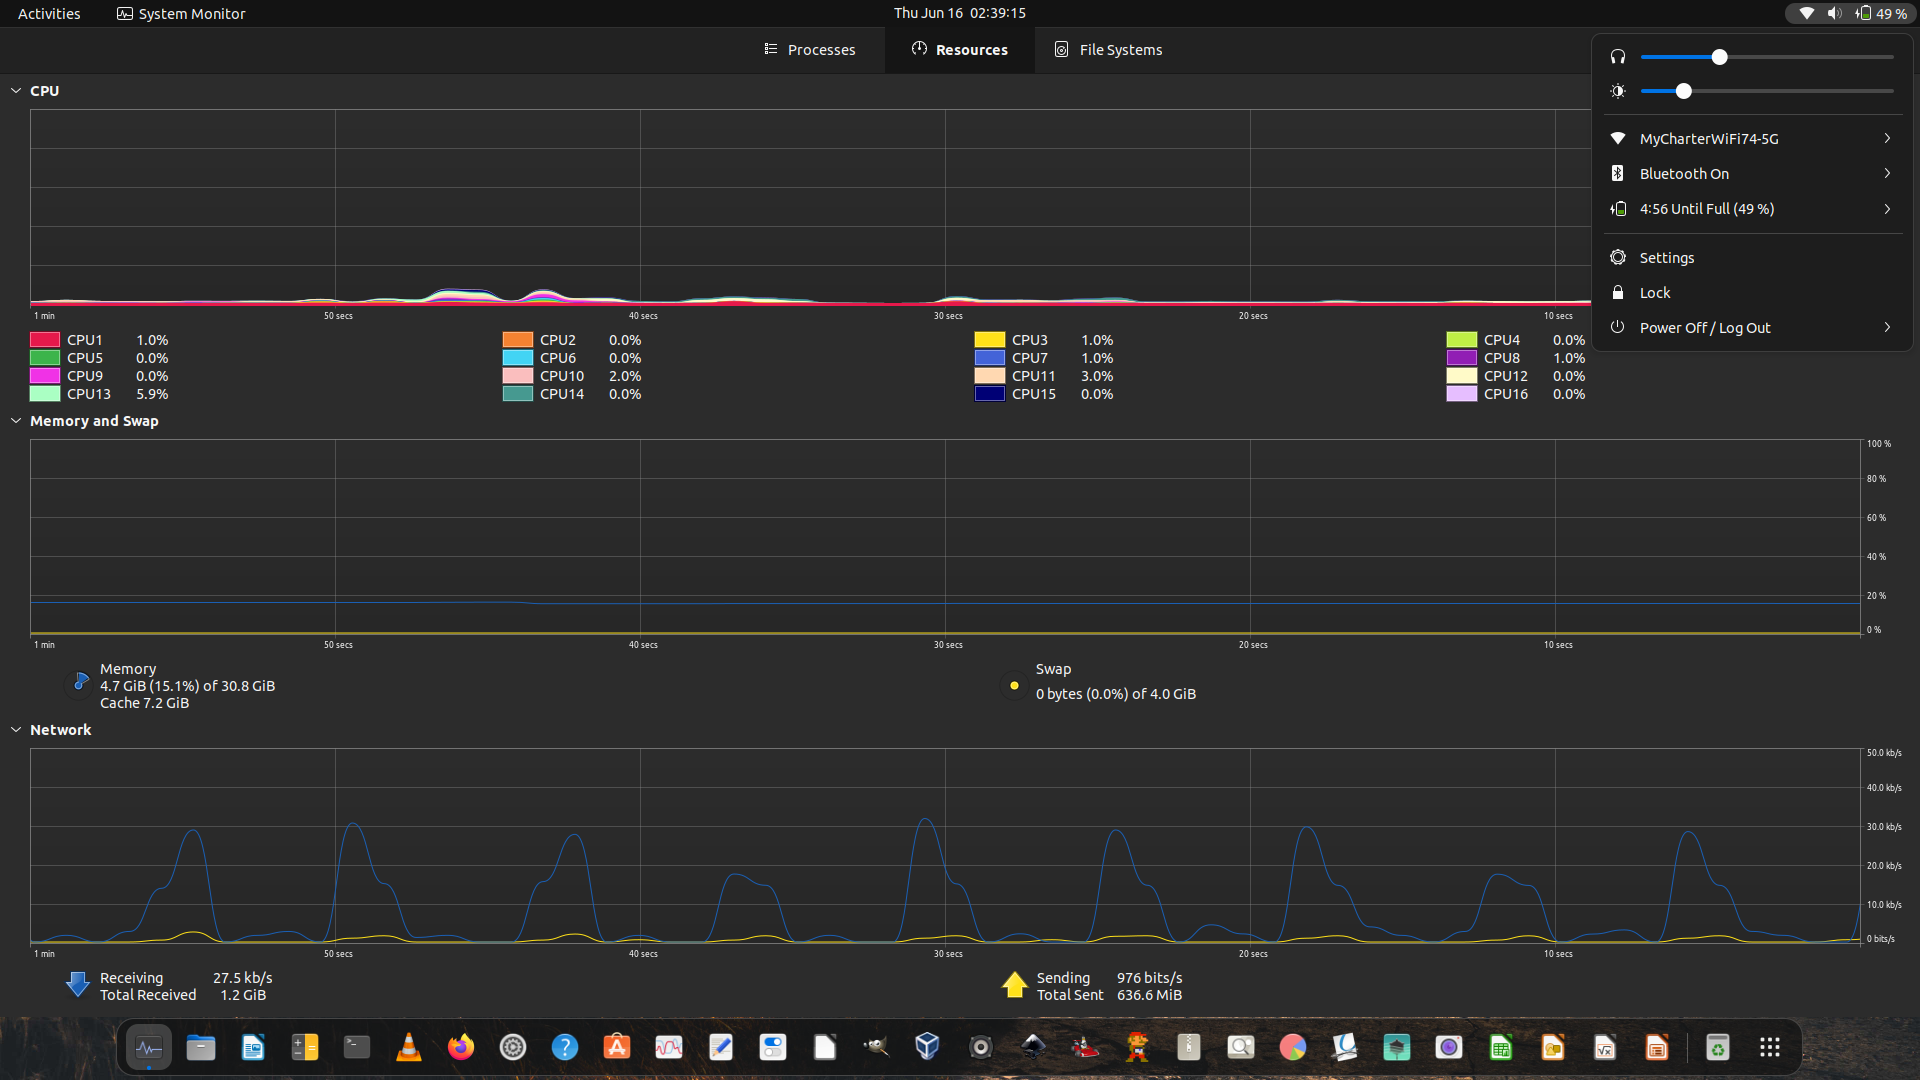 Activities
System Monitor
Thu Jun 16 02:39:15
49 %
Processes
Resources
File Systems
CPU
1 min
50 secs
40 secs
30 secs
20 secs
10 secs
CPU1 1.0%
CPU2 0.0%
CPU3 1.0%
CPU4 0.0%
CPU5 0.0%
CPU6 0.0%
CPU7 1.0%
CPU8 1.0%
CPU9 0.0%
CPU10 2.0%
CPU11 3.0%
CPU12 0.0%
CPU13 5.9%
CPU14 0.0%
CPU15 0.0%
CPU16 0.0%
MyCharterWiFi74-5G
Bluetooth On
4:56 Until Full (49 %)
Settings
Lock
Power Off / Log Out
Memory and Swap
100 %
80 %
60 %
40 %
20 %
0 %
1 min
50 secs
40 secs
30 secs
20 secs
10 secs
Memory
4.7 GiB (15.1%) of 30.8 GiB
Cache 7.2 GiB
Swap
0 bytes (0.0%) of 4.0 GiB
Network
50.0 kb/s
40.0 kb/s
30.0 kb/s
20.0 kb/s
10.0 kb/s
0 bits/s
1 min
50 secs
40 secs
30 secs
20 secs
10 secs
Receiving 27.5 kb/s
Total Received 1.2 GiB
Sending 976 bits/s
Total Sent 636.6 MiB